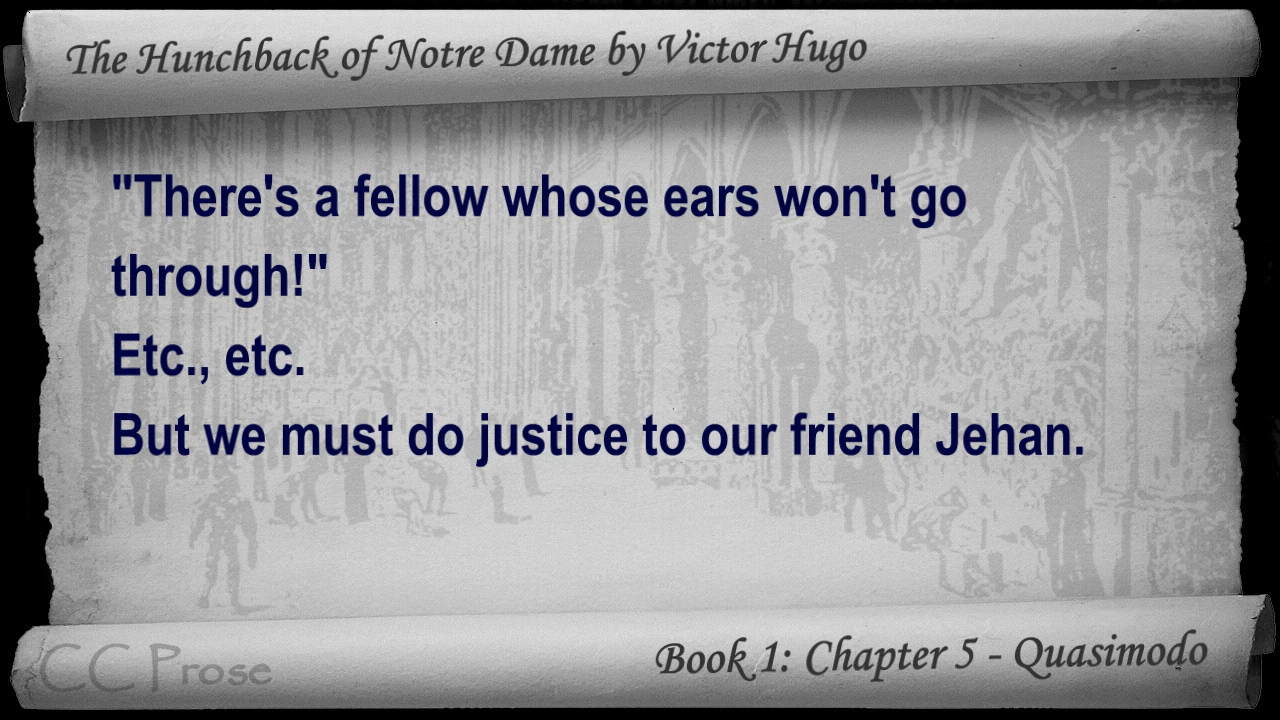 The Hunchback of Notre Dame by Victor Hugo
"There's a fellow whose ears won't go
through!"
Etc., etc.
But we must do justice to our friend Jehan.
CC Prose
Book 1: Chapter 5 - Quasimodo